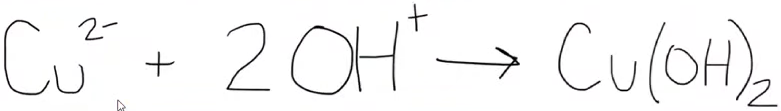 Cu²⁻ + 2OH⁺ → Cu(OH)₂